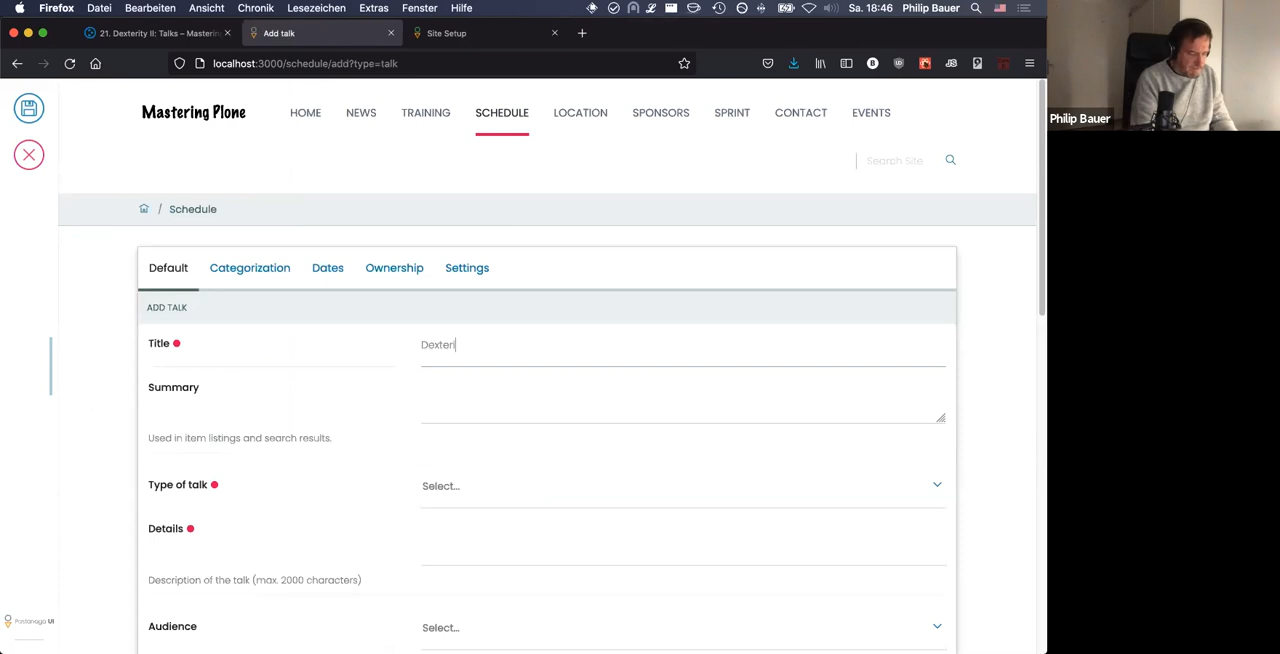 Firefox Datei Bearbeiten Ansicht Chronik Lesezeichen Extras Fenster Hilfe Sa. 18:46 Philip Bauer
21. Dexterity II: Talks – Masterin
Add talk
Site Setup
localhost:3000/schedule/add?type=talk
Philip Bauer
Mastering Plone
HOME NEWS TRAINING SCHEDULE LOCATION SPONSORS SPRINT CONTACT EVENTS
Search Site
/ Schedule
Default Categorization Dates Ownership Settings
ADD TALK
Title
Dexteri
Summary
Used in item listings and search results.
Type of talk
Select...
Details
Description of the talk (max. 2000 characters)
Audience
Select...
Pastanaga UI